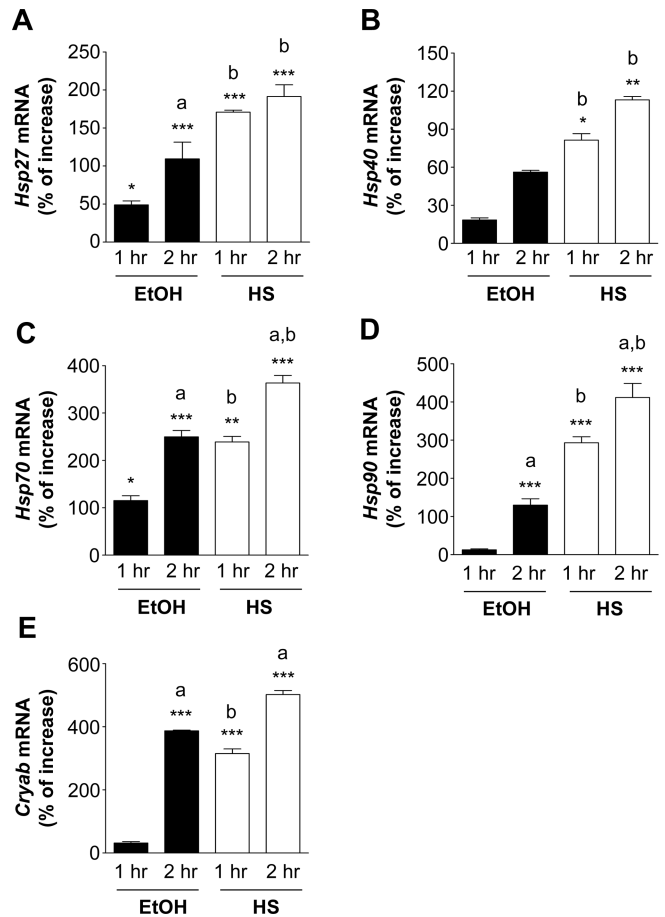 A
Hsp27 mRNA
(% of increase)
250
200
150
100
50
0
*
a
***
b
***
b
***
1 hr 2 hr 1 hr 2 hr
EtOH HS
B
Hsp40 mRNA
(% of increase)
150
120
90
60
30
0
b
*
b
**
1 hr 2 hr 1 hr 2 hr
EtOH HS
C
Hsp70 mRNA
(% of increase)
400
300
200
100
0
*
a
***
b
**
a,b
***
1 hr 2 hr 1 hr 2 hr
EtOH HS
D
Hsp90 mRNA
(% of increase)
500
400
300
200
100
0
a
***
b
***
a,b
***
1 hr 2 hr 1 hr 2 hr
EtOH HS
E
Cryab mRNA
(% of increase)
600
400
200
0
a
***
b
***
a
***
1 hr 2 hr 1 hr 2 hr
EtOH HS